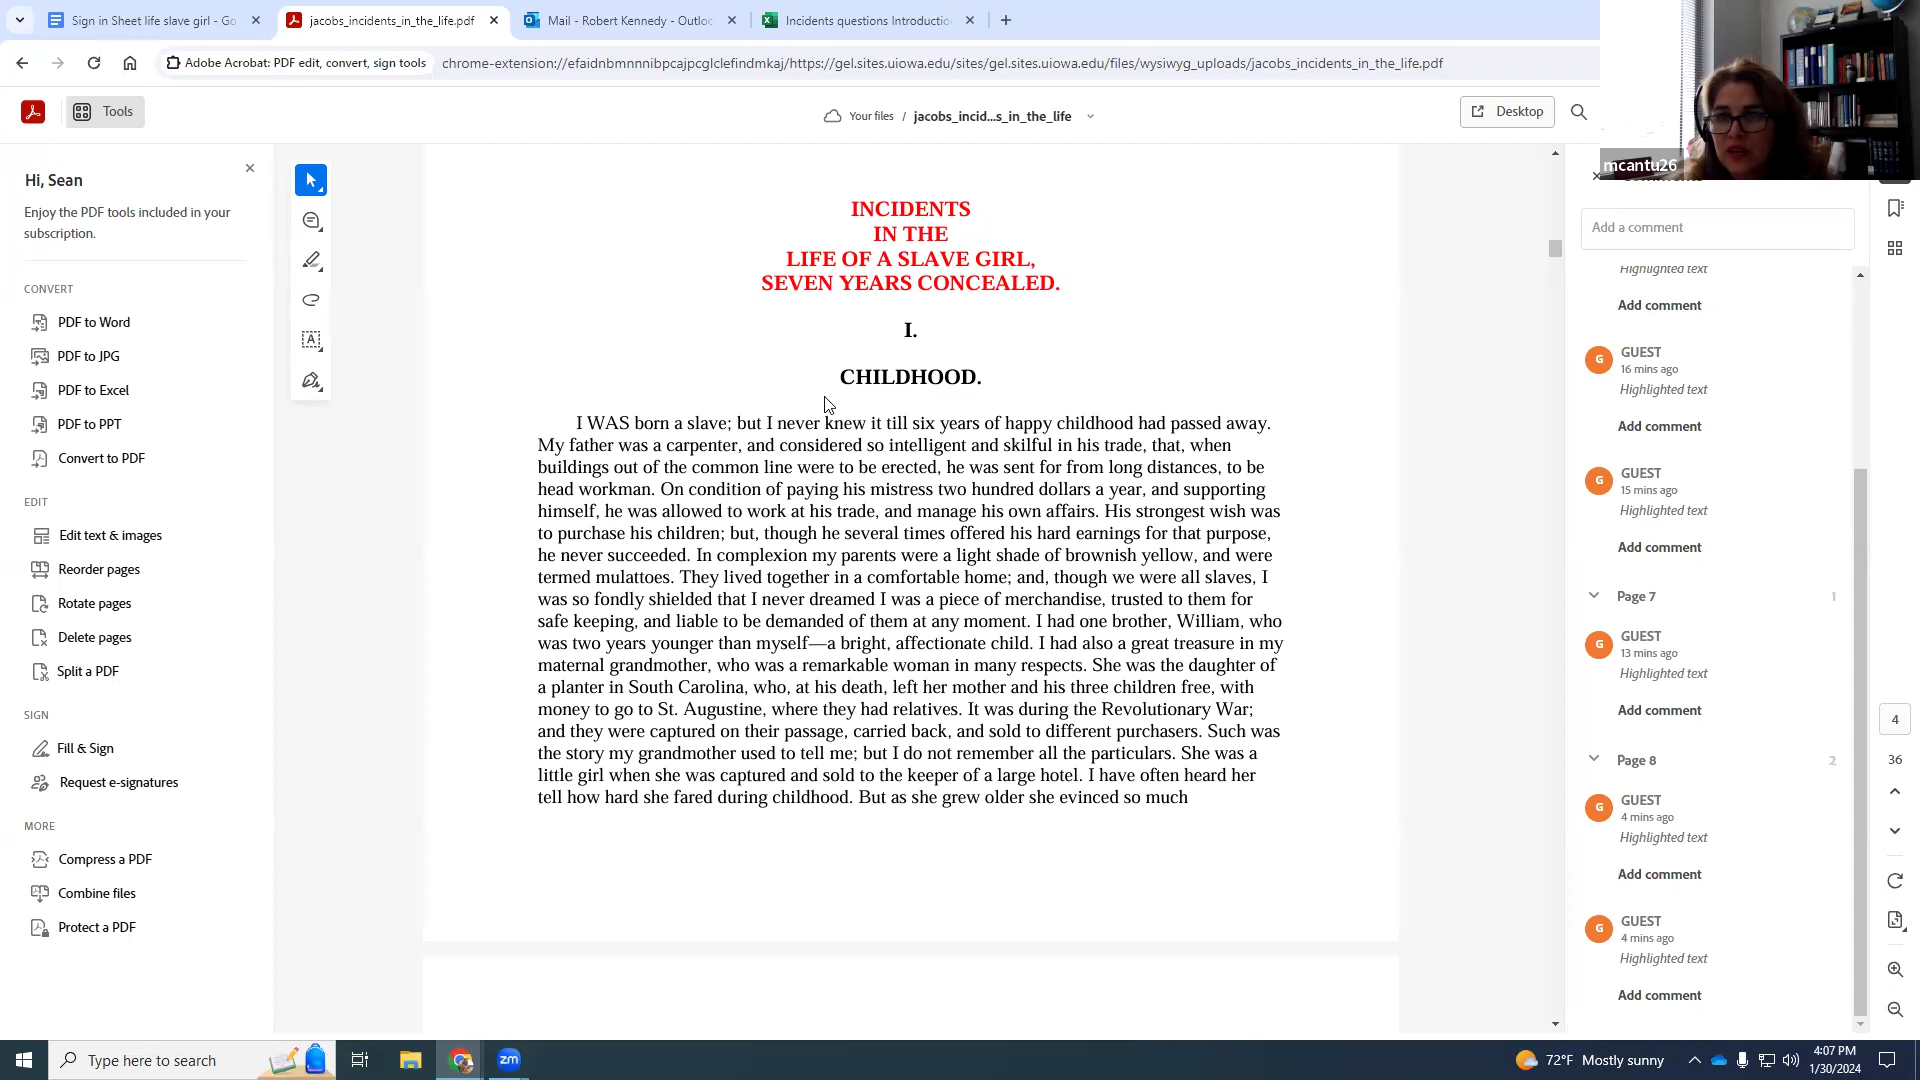 Sign in Sheet life slave girl - Go
jacobs_incidents_in_the_life.pdf
Mail - Robert Kennedy - Outloo
Incidents questions Introductio
Adobe Acrobat: PDF edit, convert, sign tools
chrome-extension://efaidnbmnnnibpcajpcglclefindmkaj/https://gel.sites.uiowa.edu/sites/gel.sites.uiowa.edu/files/wysiwyg_uploads/jacobs_incidents_in_the_life.pdf
Tools
Your files / jacobs_incid...s_in_the_life
Desktop
mcantu26
Hi, Sean
Enjoy the PDF tools included in your
subscription.
CONVERT
PDF to Word
PDF to JPG
PDF to Excel
PDF to PPT
Convert to PDF
EDIT
Edit text & images
Reorder pages
Rotate pages
Delete pages
Split a PDF
SIGN
Fill & Sign
Request e-signatures
MORE
Compress a PDF
Combine files
Protect a PDF
INCIDENTS
IN THE
LIFE OF A SLAVE GIRL,
SEVEN YEARS CONCEALED.
I.
CHILDHOOD.
I WAS born a slave; but I never knew it till six years of happy childhood had passed away.
My father was a carpenter, and considered so intelligent and skilful in his trade, that, when
buildings out of the common line were to be erected, he was sent for from long distances, to be
head workman. On condition of paying his mistress two hundred dollars a year, and supporting
himself, he was allowed to work at his trade, and manage his own affairs. His strongest wish was
to purchase his children; but, though he several times offered his hard earnings for that purpose,
he never succeeded. In complexion my parents were a light shade of brownish yellow, and were
termed mulattoes. They lived together in a comfortable home; and, though we were all slaves, I
was so fondly shielded that I never dreamed I was a piece of merchandise, trusted to them for
safe keeping, and liable to be demanded of them at any moment. I had one brother, William, who
was two years younger than myself—a bright, affectionate child. I had also a great treasure in my
maternal grandmother, who was a remarkable woman in many respects. She was the daughter of
a planter in South Carolina, who, at his death, left her mother and his three children free, with
money to go to St. Augustine, where they had relatives. It was during the Revolutionary War;
and they were captured on their passage, carried back, and sold to different purchasers. Such was
the story my grandmother used to tell me; but I do not remember all the particulars. She was a
little girl when she was captured and sold to the keeper of a large hotel. I have often heard her
tell how hard she fared during childhood. But as she grew older she evinced so much
Add a comment
Highlighted text
Add comment
G
GUEST
16 mins ago
Highlighted text
Add comment
G
GUEST
15 mins ago
Highlighted text
Add comment
Page 7 1
G
GUEST
13 mins ago
Highlighted text
Add comment
Page 8 2
G
GUEST
4 mins ago
Highlighted text
Add comment
G
GUEST
4 mins ago
Highlighted text
Add comment
4
36
Type here to search
zm
72°F Mostly sunny
4:07 PM
1/30/2024